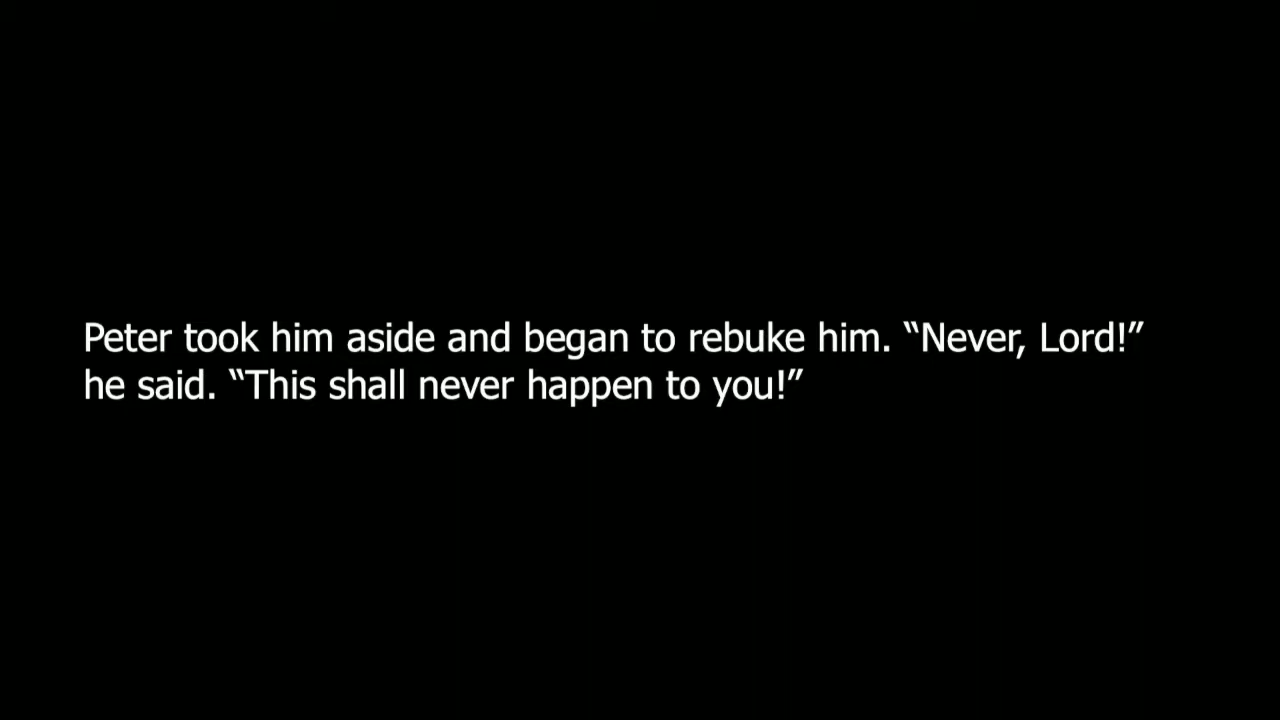 Peter took him aside and began to rebuke him. “Never, Lord!”
he said. “This shall never happen to you!”